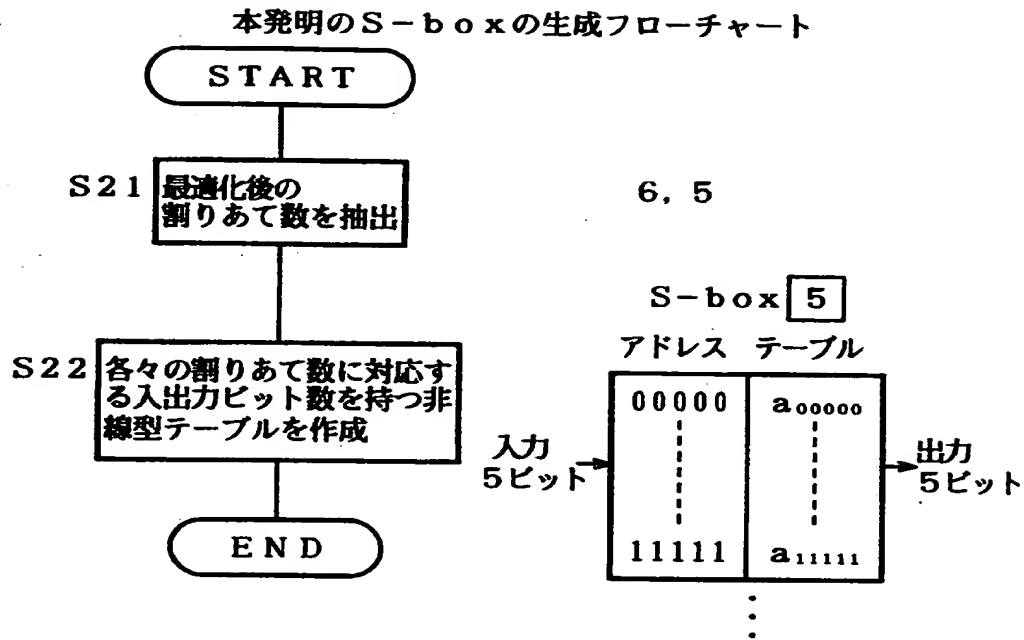 本発明のS-boxの生成フローチャート
START
S21
最適化後の
割りあて数を抽出
6, 5
S22
各々の割りあて数に対応す
る入出力ビット数を持つ非
線型テーブルを作成
END
S-box 5
アドレス テーブル
00000 a00000
入力
5ビット
出力
5ビット
11111 a11111